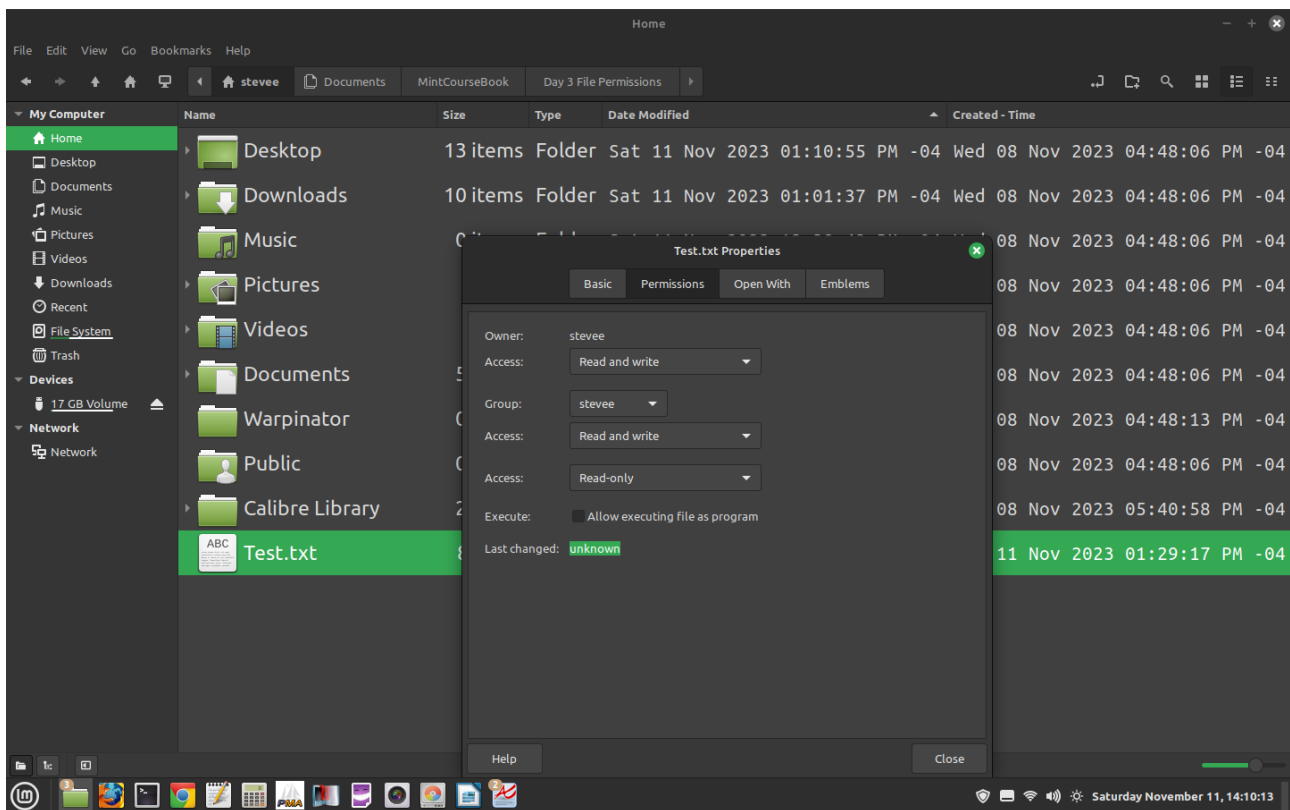 Home
File Edit View Go Bookmarks Help
stevee Documents MintCourseBook Day 3 File Permissions
My Computer
Home
Desktop
Documents
Music
Pictures
Videos
Downloads
Recent
File System
Trash
Devices
17 GB Volume
Network
Network
Name Size Type Date Modified Created - Time
Desktop 13 items Folder Sat 11 Nov 2023 01:10:55 PM -04 Wed 08 Nov 2023 04:48:06 PM -04
Downloads 10 items Folder Sat 11 Nov 2023 01:01:37 PM -04 Wed 08 Nov 2023 04:48:06 PM -04
Music 08 Nov 2023 04:48:06 PM -04
Pictures 08 Nov 2023 04:48:06 PM -04
Videos 08 Nov 2023 04:48:06 PM -04
Documents 08 Nov 2023 04:48:06 PM -04
Warpinator 08 Nov 2023 04:48:13 PM -04
Public 08 Nov 2023 04:48:06 PM -04
Calibre Library 08 Nov 2023 05:40:58 PM -04
ABC
Test.txt 11 Nov 2023 01:29:17 PM -04
Test.txt Properties
Basic Permissions Open With Emblems
Owner: stevee
Access: Read and write
Group: stevee
Access: Read and write
Access: Read-only
Execute: Allow executing file as program
Last changed: unknown
Help Close
3 PMA 2 Saturday November 11, 14:10:13